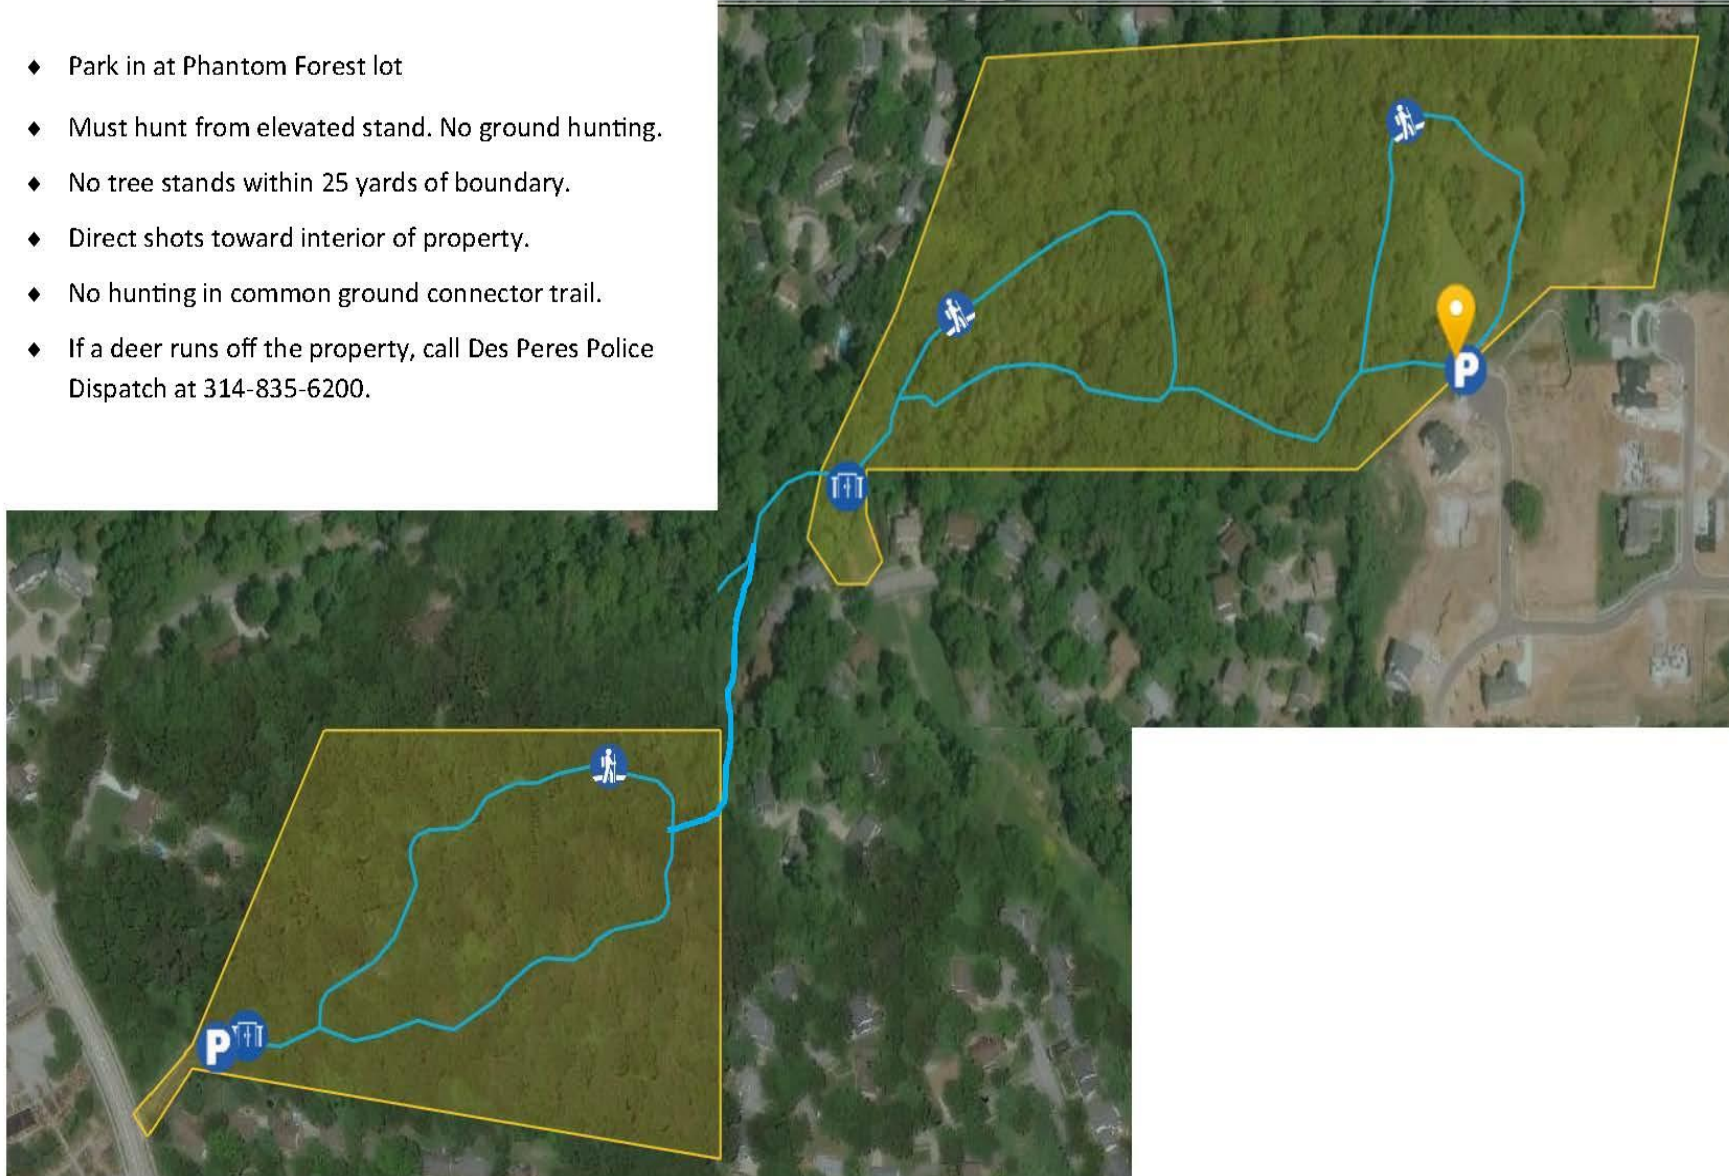 ♦ Park in at Phantom Forest lot
♦ Must hunt from elevated stand. No ground hunting.
♦ No tree stands within 25 yards of boundary.
♦ Direct shots toward interior of property.
♦ No hunting in common ground connector trail.
♦ If a deer runs off the property, call Des Peres Police
Dispatch at 314-835-6200.
P
P